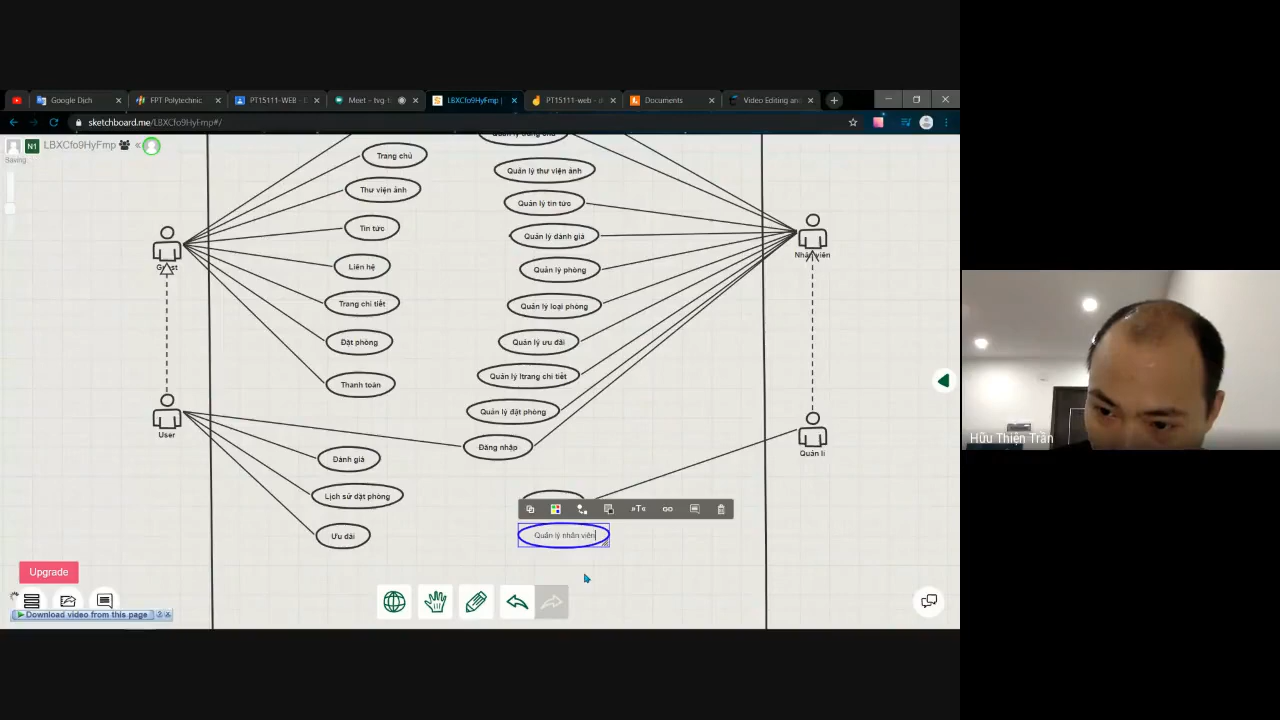 Google Dịch
FPT Polytechnic
PT15111-WEB - 
Meet – tvg-t
LBXCfo9HyFmp |
PT15111-web - d
Documents
Video Editing an
sketchboard.me/LBXCfo9HyFmp#/
N1
LBXCfo9HyFmp
Saving
Trang chủ
Thư viện ảnh
Tin tức
Liên hệ
Trang chi tiết
Đặt phòng
Thanh toán
User
Đánh giá
Lịch sử đặt phòng
Ưu đãi
Quản lý thư viện ảnh
Quản lý tin tức
Quản lý đánh giá
Quản lý phòng
Quản lý loại phòng
Quản lý ưu đãi
Quản lý ltrang chi tiết
Quản lý đặt phòng
Đăng nhập
Quản lý nhân viên
Nhân viên
Quản lí
»T«
Upgrade
Download video from this page
?
Hữu Thiện Trần